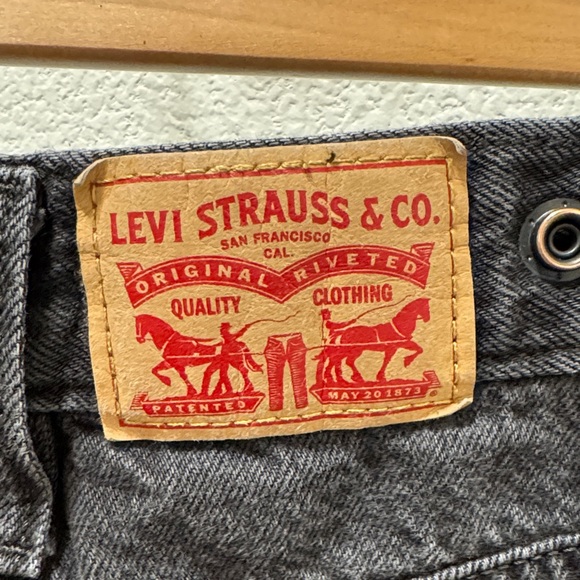 LEVI STRAUSS & CO.
SAN FRANCISCO
CAL.
ORIGINAL RIVETED
QUALITY CLOTHING
PATENTED MAY 20 1873